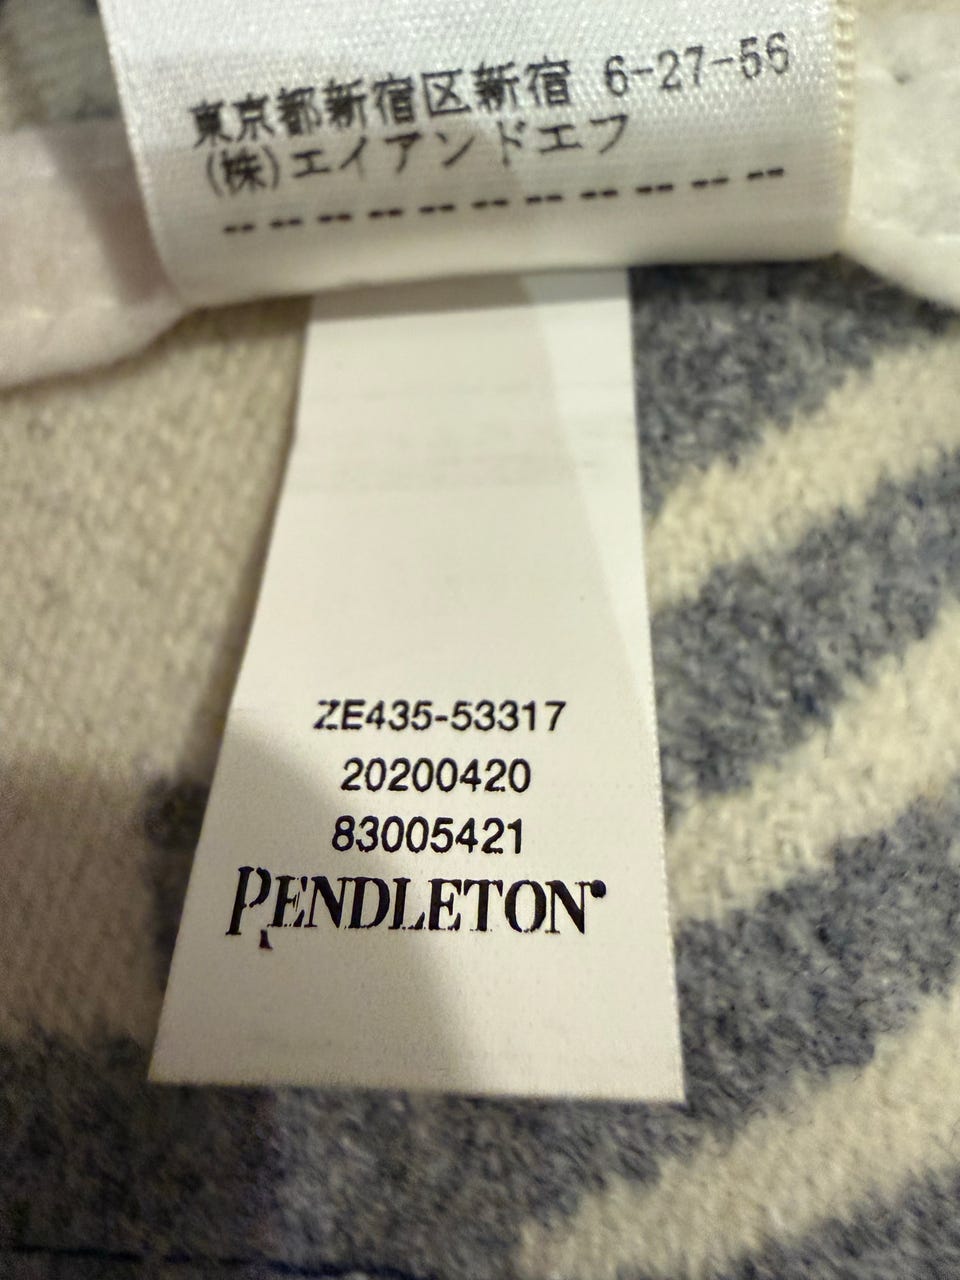 東京都新宿区新宿 6-27-56
(株)エイアンドエフ
-- -- -- -- -- -- -- -- -- -- --
ZE435-53317
20200420
83005421
PENDLETON®